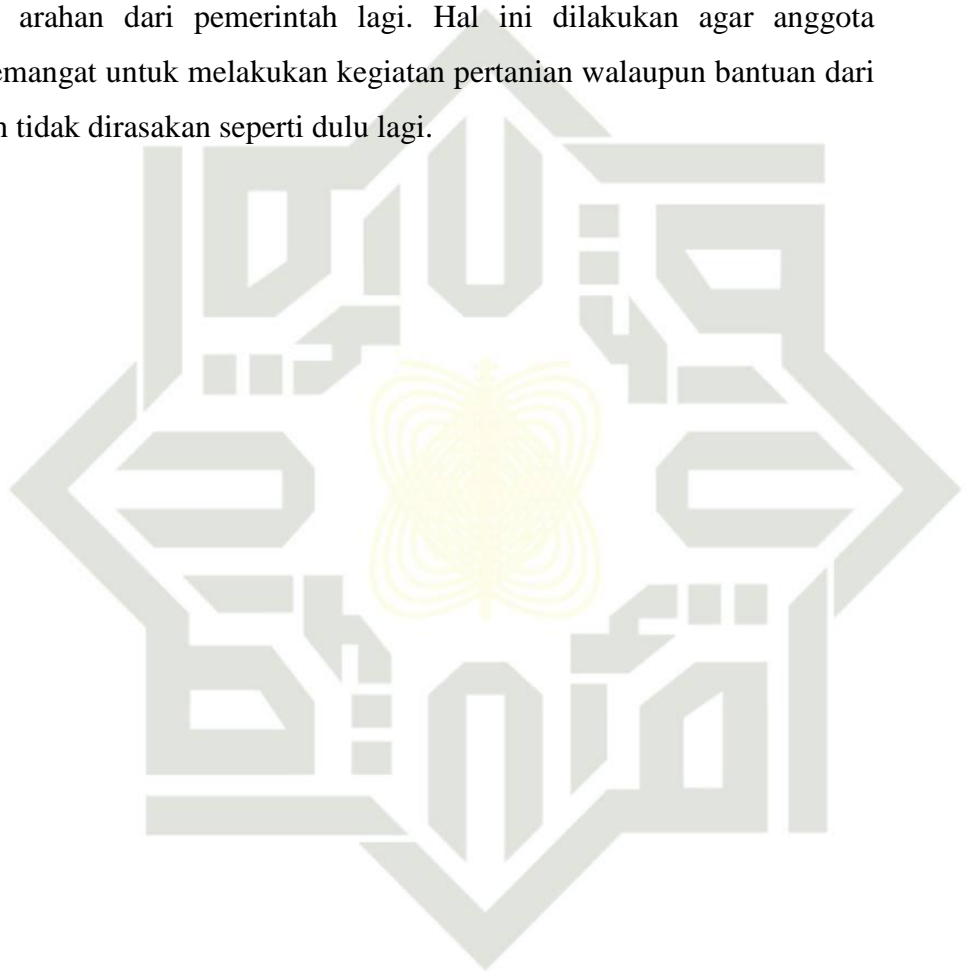 arahan dari pemerintah lagi. Hal ini dilakukan agar anggota
emangat untuk melakukan kegiatan pertanian walaupun bantuan dari
n tidak dirasakan seperti dulu lagi.